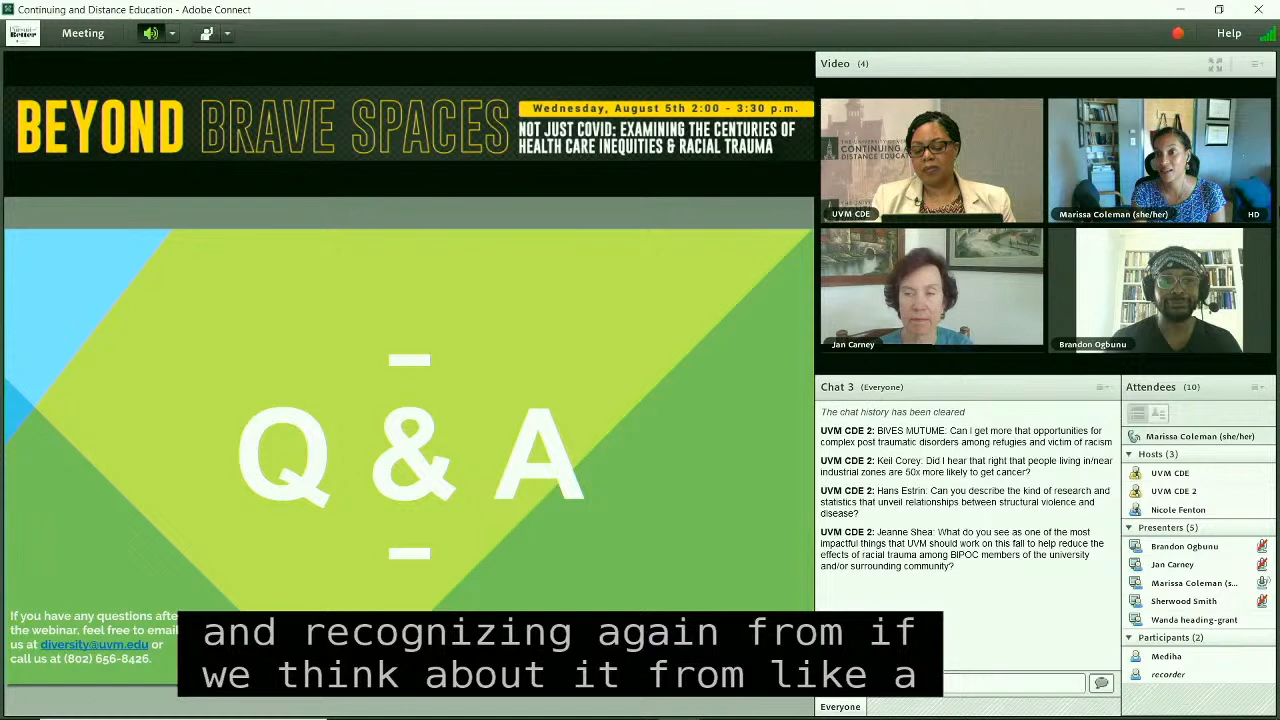 Continuing and Distance Education - Adobe Connect
Meeting
Help
BEYOND BRAVE SPACES
Wednesday, August 5th 2:00 - 3:30 p.m.
NOT JUST COVID: EXAMINING THE CENTURIES OF
HEALTH CARE INEQUITIES & RACIAL TRAUMA
Q & A
If you have any questions afte
the webinar, feel free to email
us at diversity@uvm.edu or
call us at (802) 656-8426.
and recognizing again from if
we think about it from like a
Video (4)
THE UNIVERSITY
CONTINUING
DISTANCE EDUCAT
UVM CDE
Marissa Coleman (she/her)
HD
Jan Carney
Brandon Ogbunu
Chat 3 (Everyone)
The chat history has been cleared
UVM CDE 2: BIVES MUTUME: Can I get more that opportunities for
complex post traumatic disorders among refugies and victim of racism
UVM CDE 2: Keil Corey: Did I hear that right that people living in/near
industrial zones are 50x more likely to get cancer?
UVM CDE 2: Hans Estrin: Can you describe the kind of research and
statistics that unveil relationships between structural violence and
disease?
UVM CDE 2: Jeanne Shea: What do you see as one of the most
impactful things that UVM should work on this fall to help reduce the
effects of racial trauma among BIPOC members of the university
and/or surrounding community?
Everyone
Attendees (10)
Marissa Coleman (she/her)
Hosts (3)
UVM CDE
UVM CDE 2
Nicole Fenton
Presenters (5)
Brandon Ogbunu
Jan Carney
Marissa Coleman (s...
Sherwood Smith
Wanda heading-grant
Participants (2)
Mediha
recorder